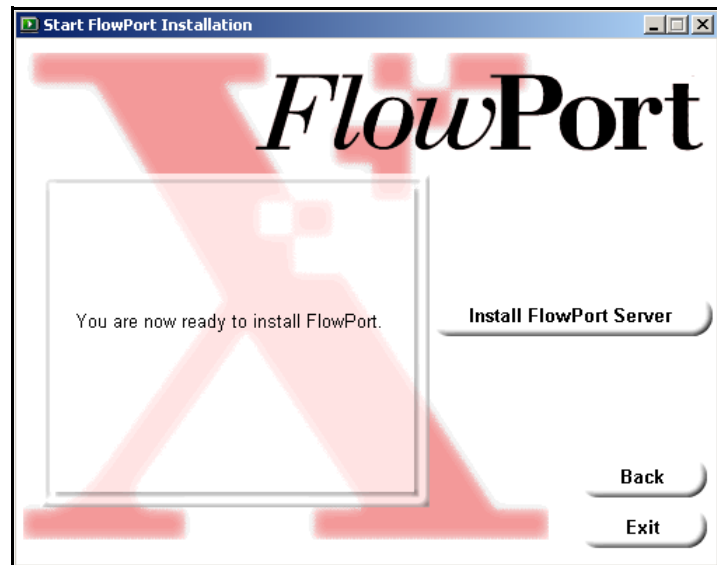 Start FlowPort Installation
FlowPort
You are now ready to install FlowPort.
Install FlowPort Server
Back
Exit